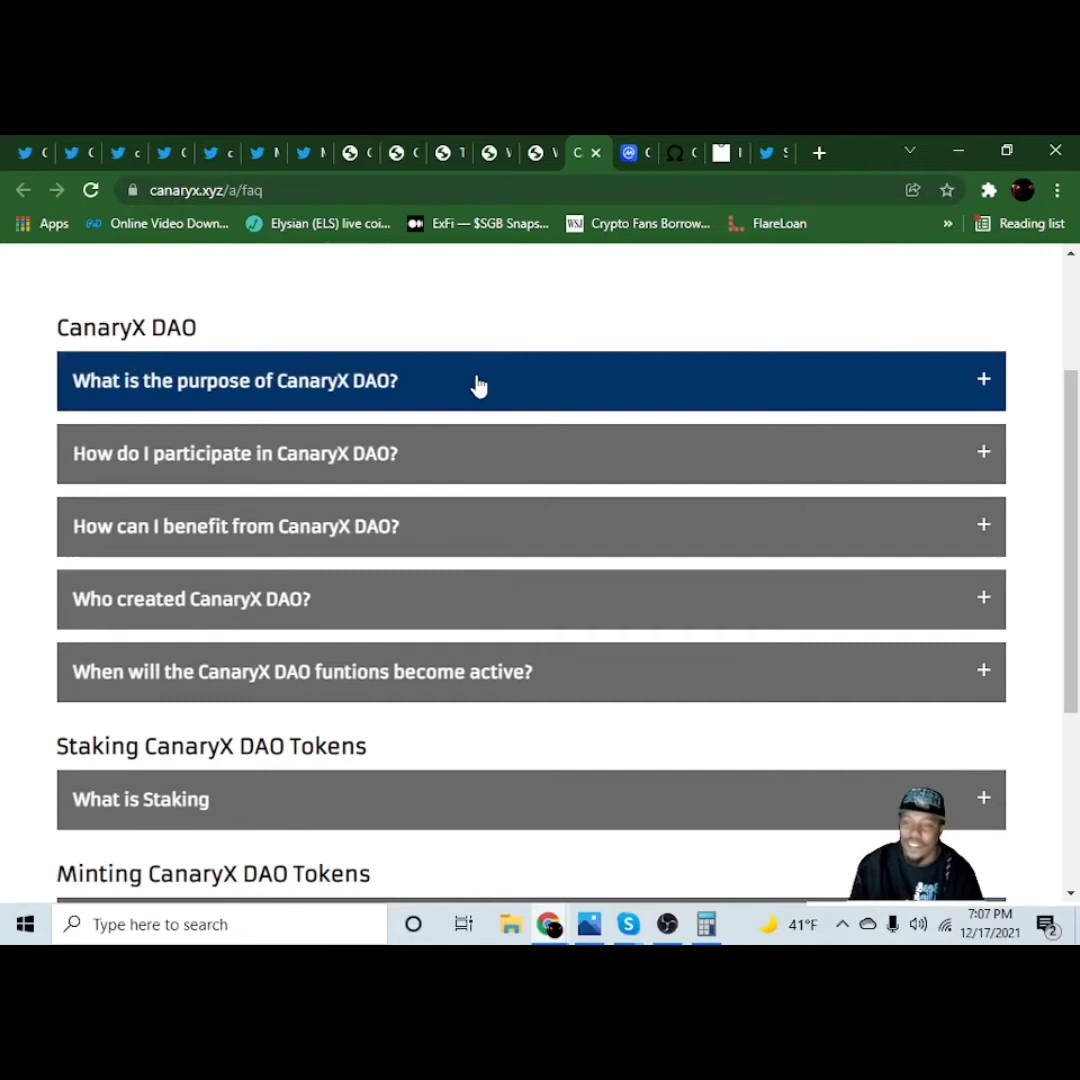 canaryx.xyz/a/faq
Apps
Online Video Down...
Elysian (ELS) live coi...
ExFi — $SGB Snaps...
WSJ
Crypto Fans Borrow...
FlareLoan
»
Reading list
CanaryX DAO
What is the purpose of CanaryX DAO?
How do I participate in CanaryX DAO?
How can I benefit from CanaryX DAO?
Who created CanaryX DAO?
When will the CanaryX DAO funtions become active?
Staking CanaryX DAO Tokens
What is Staking
Minting CanaryX DAO Tokens
Type here to search
41°F
7:07 PM
12/17/2021
2